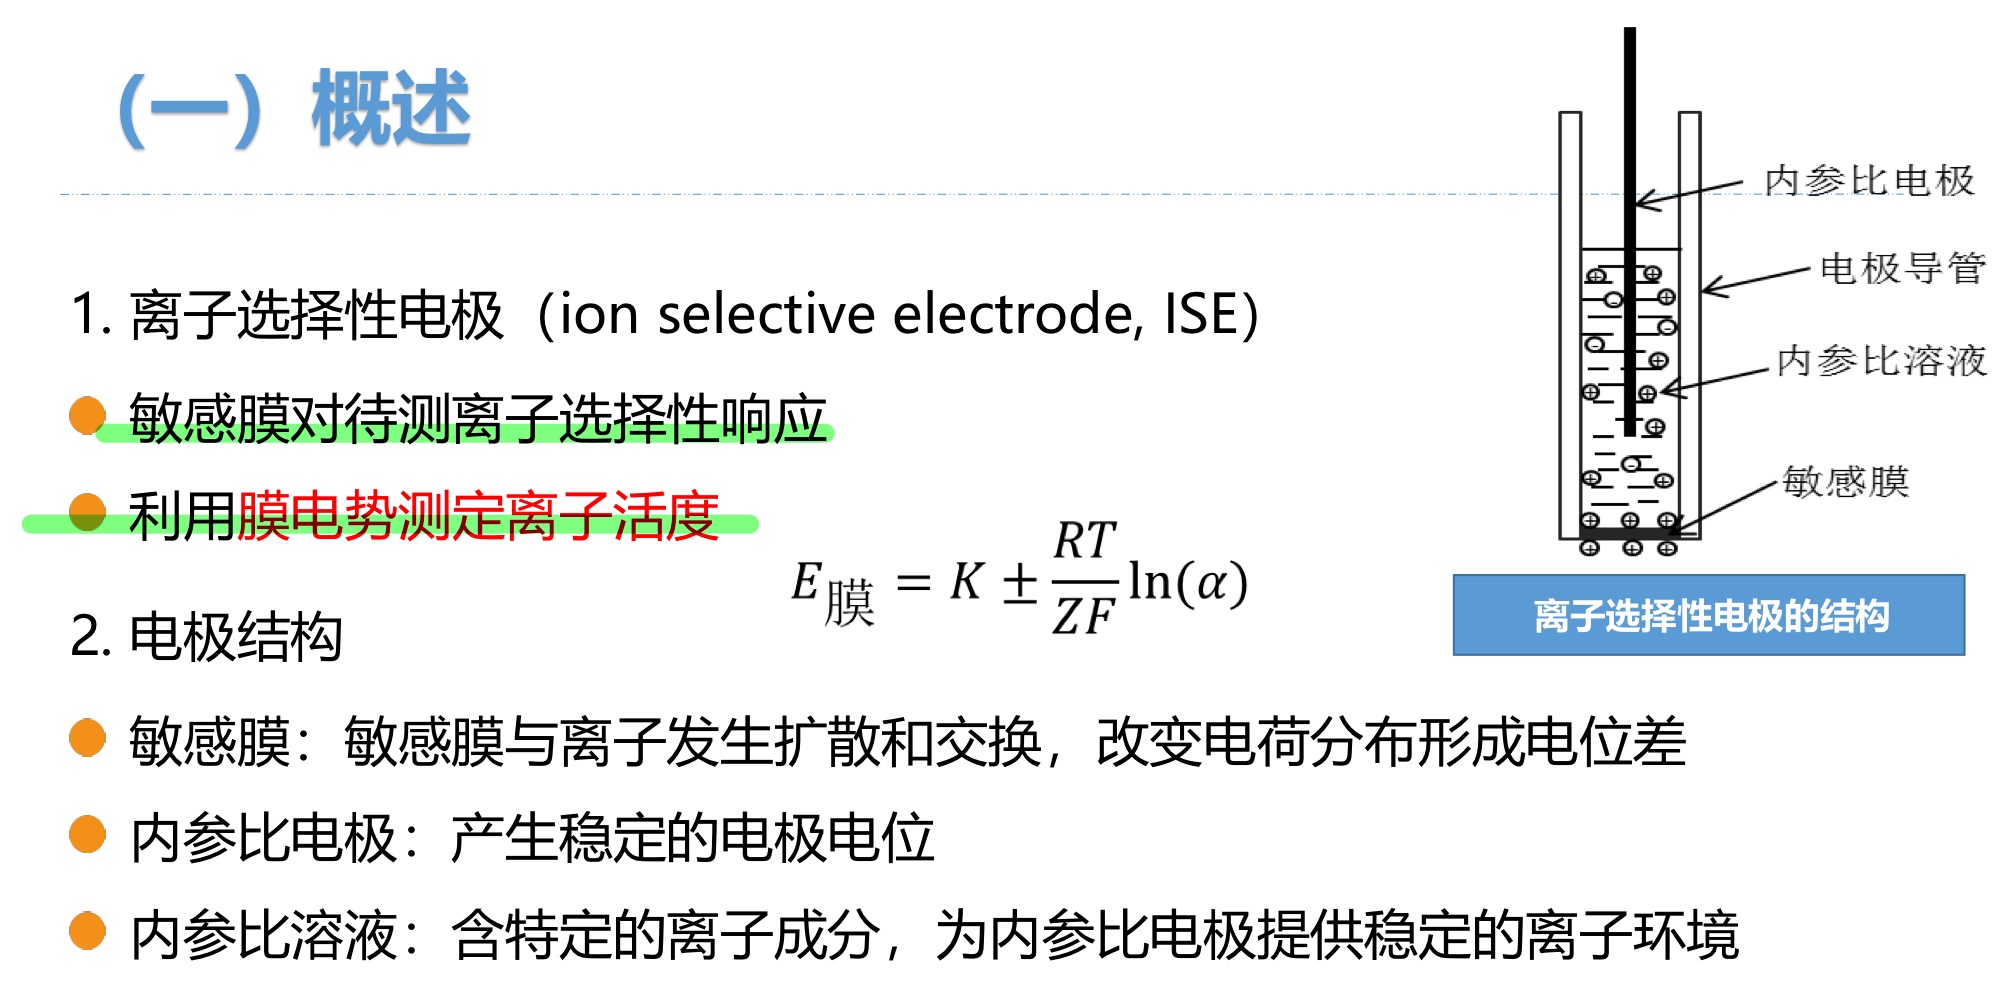 （一）概述
1. 离子选择性电极（ion selective electrode, ISE）
敏感膜对待测离子选择性响应
利用膜电势测定离子活度
E膜 = K ± RT/ZF ln(α)
2. 电极结构
敏感膜：敏感膜与离子发生扩散和交换，改变电荷分布形成电位差
内参比电极：产生稳定的电极电位
内参比溶液：含特定的离子成分，为内参比电极提供稳定的离子环境
内参比电极
电极导管
内参比溶液
敏感膜
离子选择性电极的结构